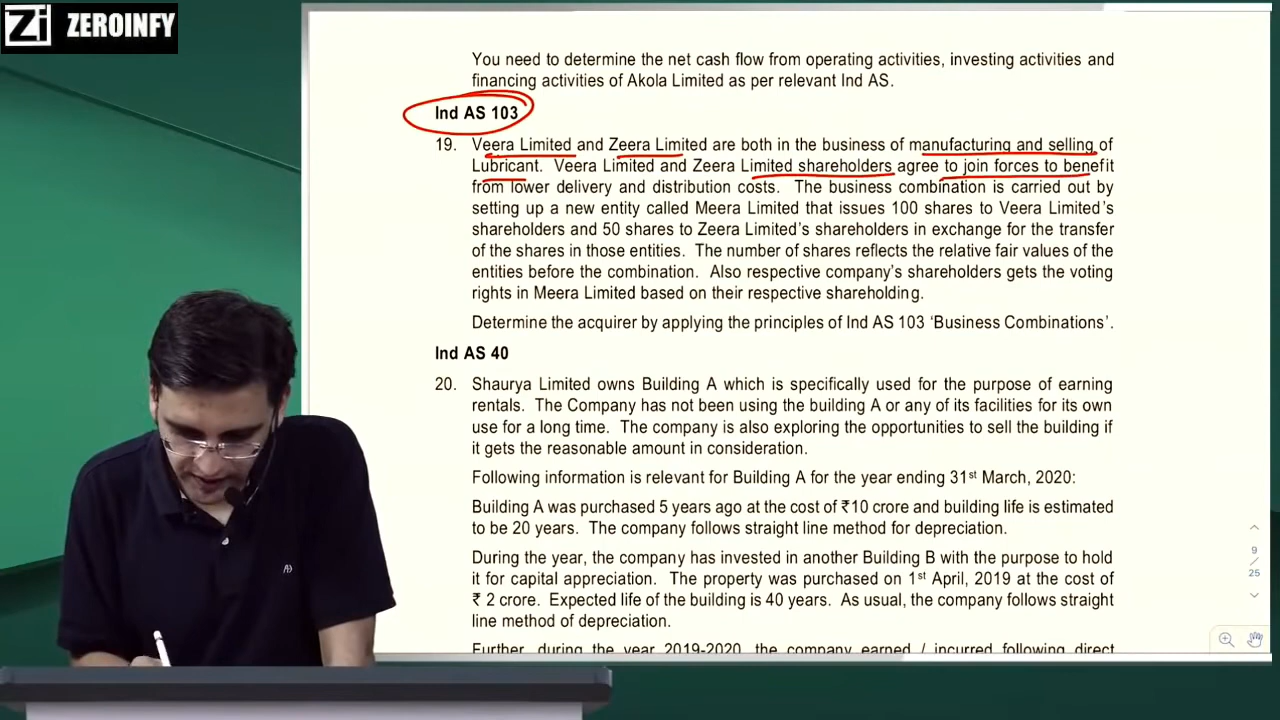 Zi ZEROINFY
You need to determine the net cash flow from operating activities, investing activities and
financing activities of Akola Limited as per relevant Ind AS.
Ind AS 103
19. Veera Limited and Zeera Limited are both in the business of manufacturing and selling of
Lubricant. Veera Limited and Zeera Limited shareholders agree to join forces to benefit
from lower delivery and distribution costs. The business combination is carried out by
setting up a new entity called Meera Limited that issues 100 shares to Veera Limited's
shareholders and 50 shares to Zeera Limited's shareholders in exchange for the transfer
of the shares in those entities. The number of shares reflects the relative fair values of the
entities before the combination. Also respective company's shareholders gets the voting
rights in Meera Limited based on their respective shareholding.
Determine the acquirer by applying the principles of Ind AS 103 'Business Combinations'.
Ind AS 40
20. Shaurya Limited owns Building A which is specifically used for the purpose of earning
rentals. The Company has not been using the building A or any of its facilities for its own
use for a long time. The company is also exploring the opportunities to sell the building if
it gets the reasonable amount in consideration.
Following information is relevant for Building A for the year ending 31st March, 2020:
Building A was purchased 5 years ago at the cost of ₹10 crore and building life is estimated
to be 20 years. The company follows straight line method for depreciation.
During the year, the company has invested in another Building B with the purpose to hold
it for capital appreciation. The property was purchased on 1st April, 2019 at the cost of
₹ 2 crore. Expected life of the building is 40 years. As usual, the company follows straight
line method of depreciation.
Further, during the year 2019-2020, the company earned / incurred following direct
9
/
25